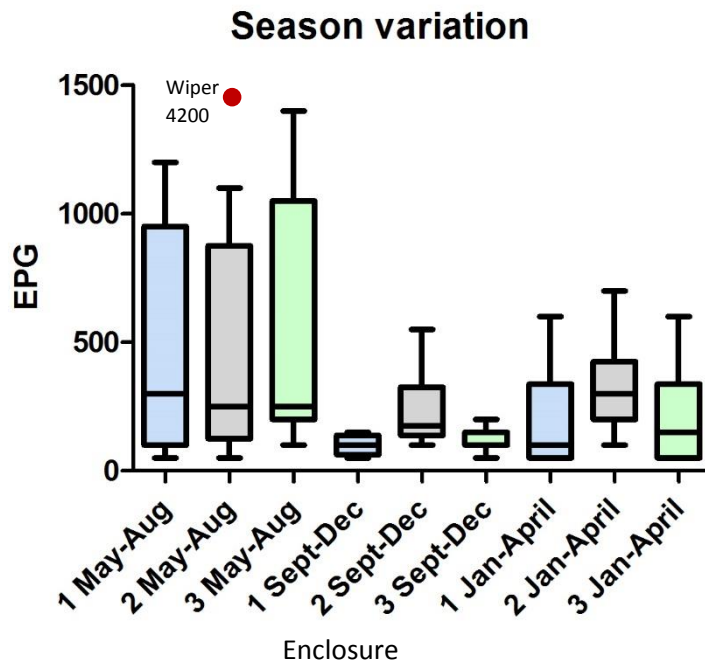 Season variation
Wiper
4200
EPG
1500
1000
500
0
1 May-Aug
2 May-Aug
3 May-Aug
1 Sept-Dec
2 Sept-Dec
3 Sept-Dec
1 Jan-April
2 Jan-April
3 Jan-April
Enclosure